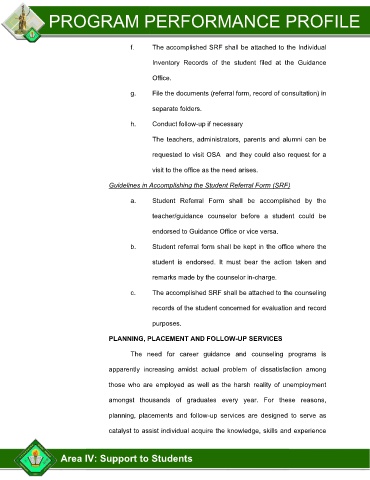 PROGRAM PERFORMANCE PROFILE
f. The accomplished SRF shall be attached to the Individual
Inventory Records of the student filed at the Guidance
Office.
g. File the documents (referral form, record of consultation) in
separate folders.
h. Conduct follow-up if necessary
The teachers, administrators, parents and alumni can be
requested to visit OSA and they could also request for a
visit to the office as the need arises.
Guidelines in Accomplishing the Student Referral Form (SRF)
a. Student Referral Form shall be accomplished by the
teacher/guidance counselor before a student could be
endorsed to Guidance Office or vice versa.
b. Student referral form shall be kept in the office where the
student is endorsed. It must bear the action taken and
remarks made by the counselor in-charge.
c. The accomplished SRF shall be attached to the counseling
records of the student concerned for evaluation and record
purposes.
PLANNING, PLACEMENT AND FOLLOW-UP SERVICES
The need for career guidance and counseling programs is
apparently increasing amidst actual problem of dissatisfaction among
those who are employed as well as the harsh reality of unemployment
amongst thousands of graduates every year. For these reasons,
planning, placements and follow-up services are designed to serve as
catalyst to assist individual acquire the knowledge, skills and experience
Area IV: Support to Students